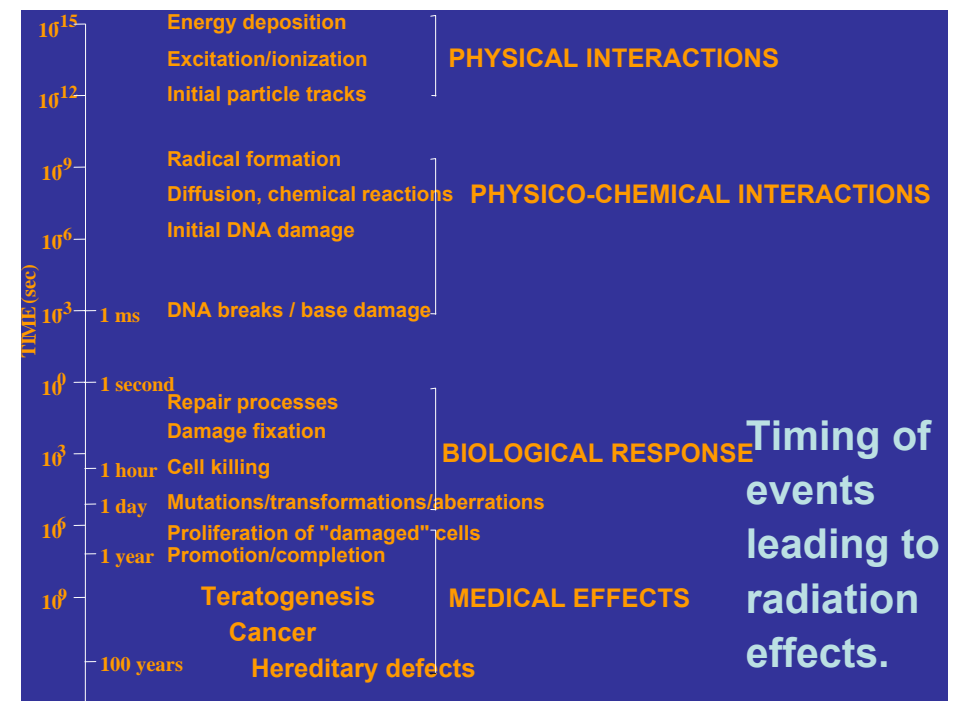 10-15
Energy deposition
Excitation/ionization
PHYSICAL INTERACTIONS
10-12
Initial particle tracks
Radical formation
10-9
Diffusion, chemical reactions
PHYSICO-CHEMICAL INTERACTIONS
Initial DNA damage
10-6
TIME (sec)
10-3
1 ms
DNA breaks / base damage
100
1 second
Repair processes
Damage fixation
103
BIOLOGICAL RESPONSE
1 hour
Cell killing
1 day
Mutations/transformations/aberrations
106
Proliferation of "damaged" cells
1 year
Promotion/completion
109
Teratogenesis
MEDICAL EFFECTS
Cancer
100 years
Hereditary defects
Timing of
events
leading to
radiation
effects.